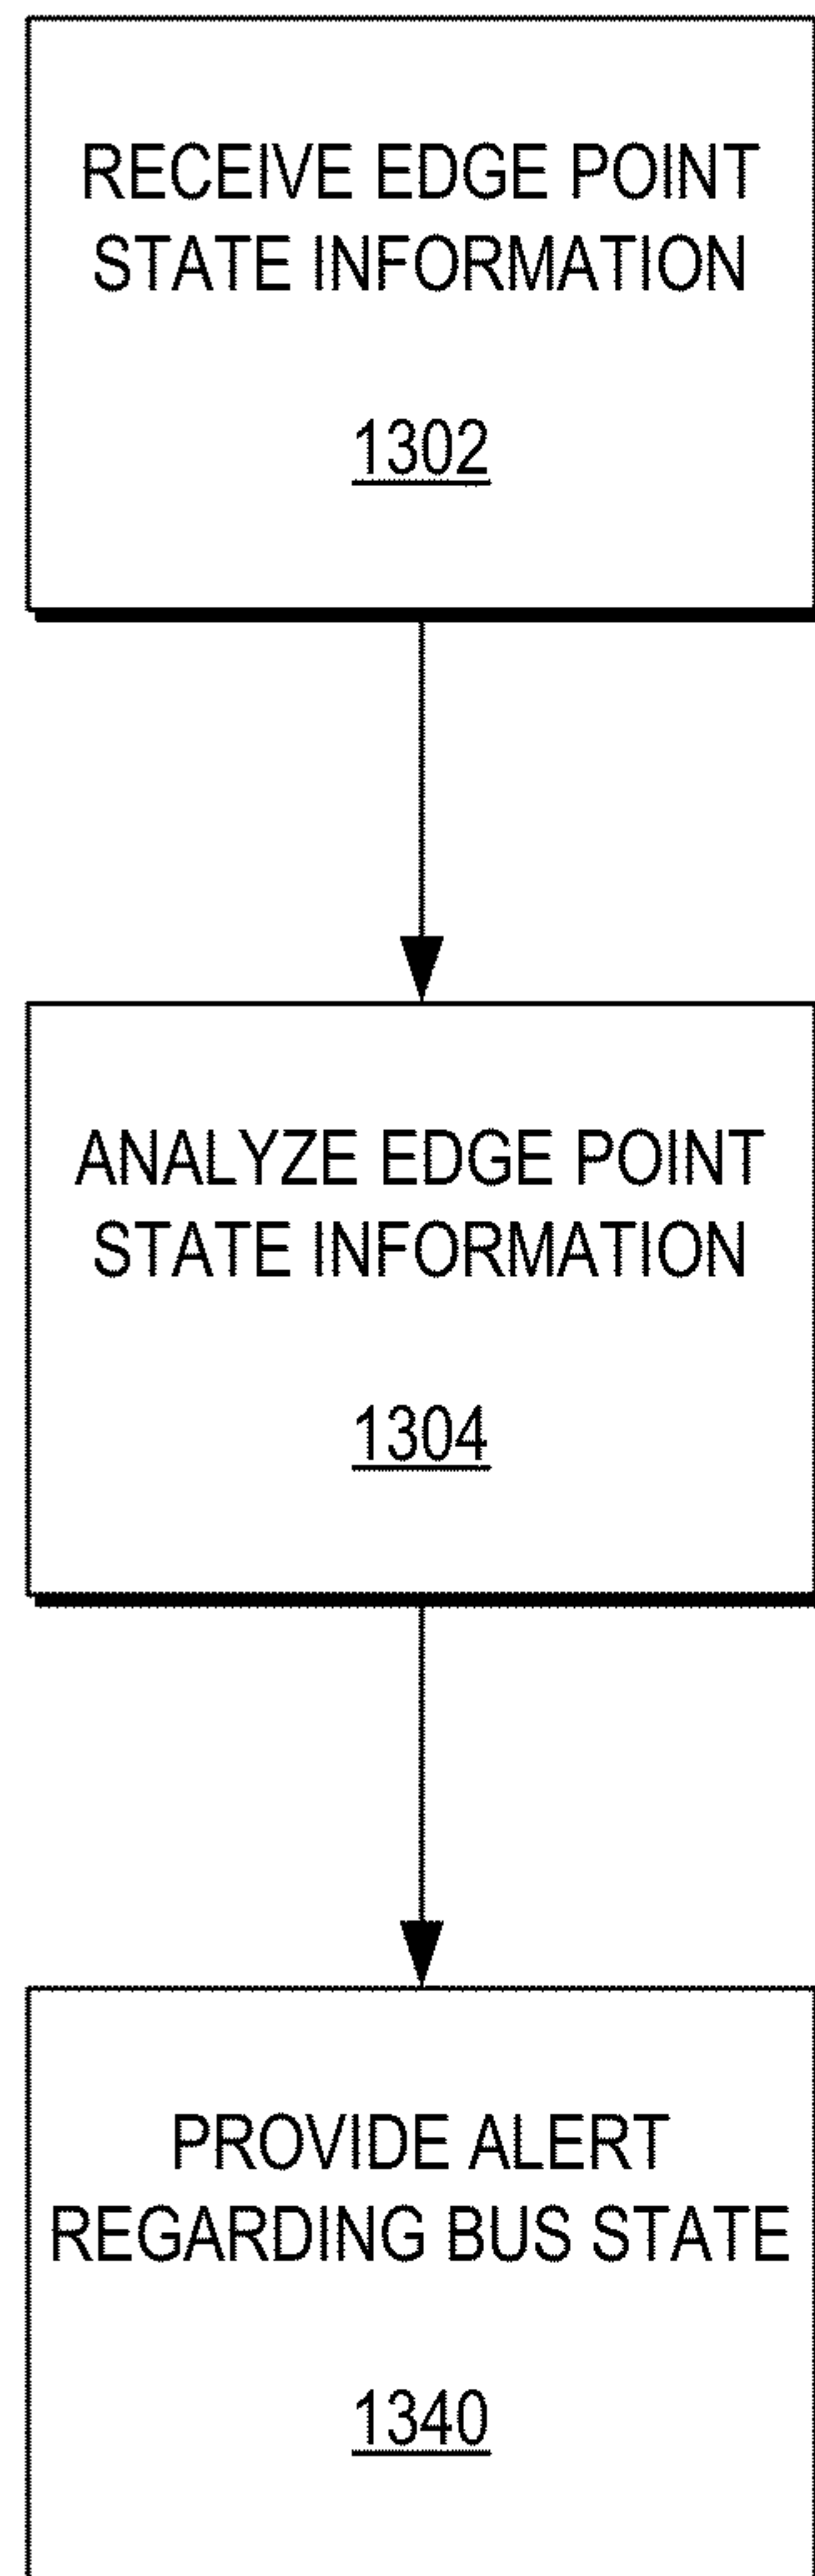 RECEIVE EDGE POINT
STATE INFORMATION
1302
ANALYZE EDGE POINT
STATE INFORMATION
1304
PROVIDE ALERT
REGARDING BUS STATE
1340